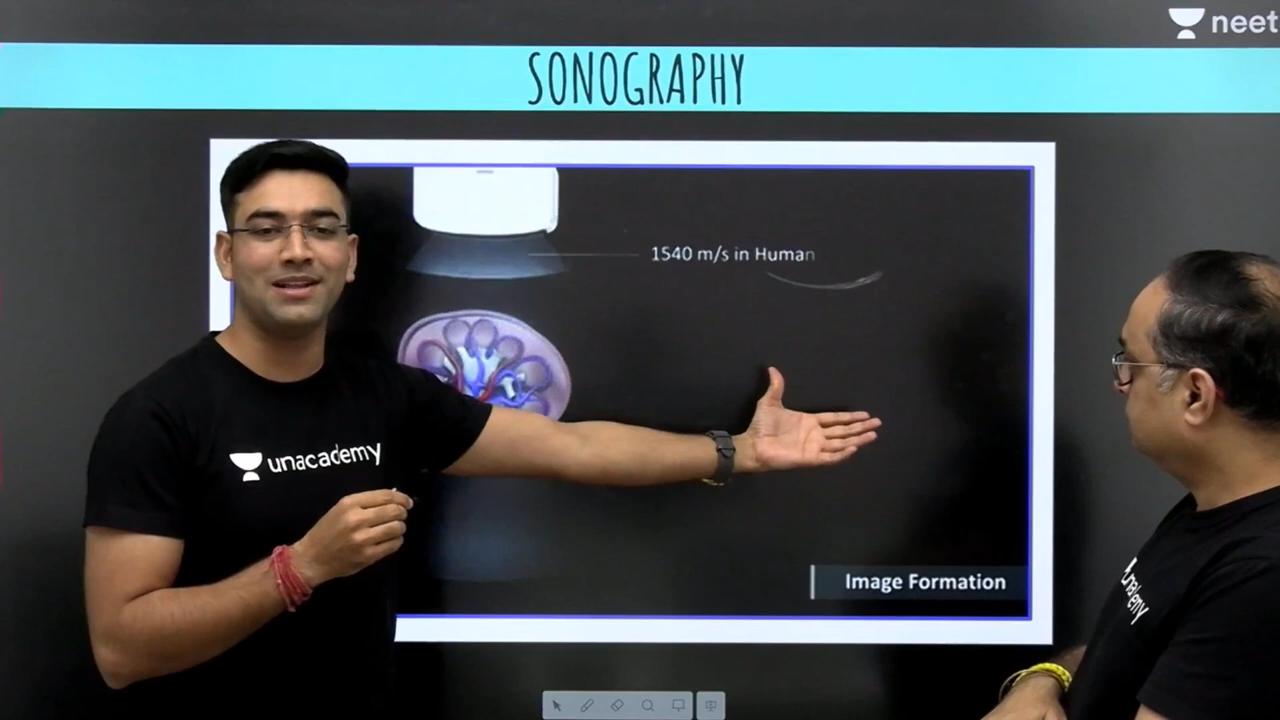 neet
SONOGRAPHY
1540 m/s in Human
unacademy
unacademy
Image Formation